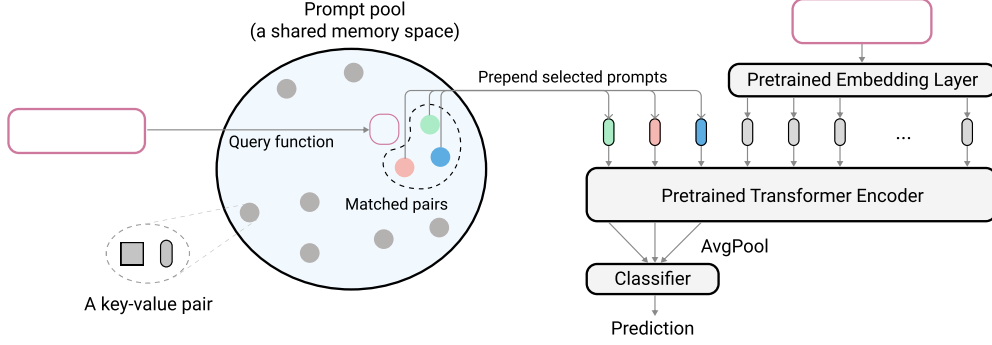 Prompt pool
(a shared memory space)
Prepend selected prompts
Pretrained Embedding Layer
Query function
...
Matched pairs
Pretrained Transformer Encoder
AvgPool
Classifier
A key-value pair
Prediction